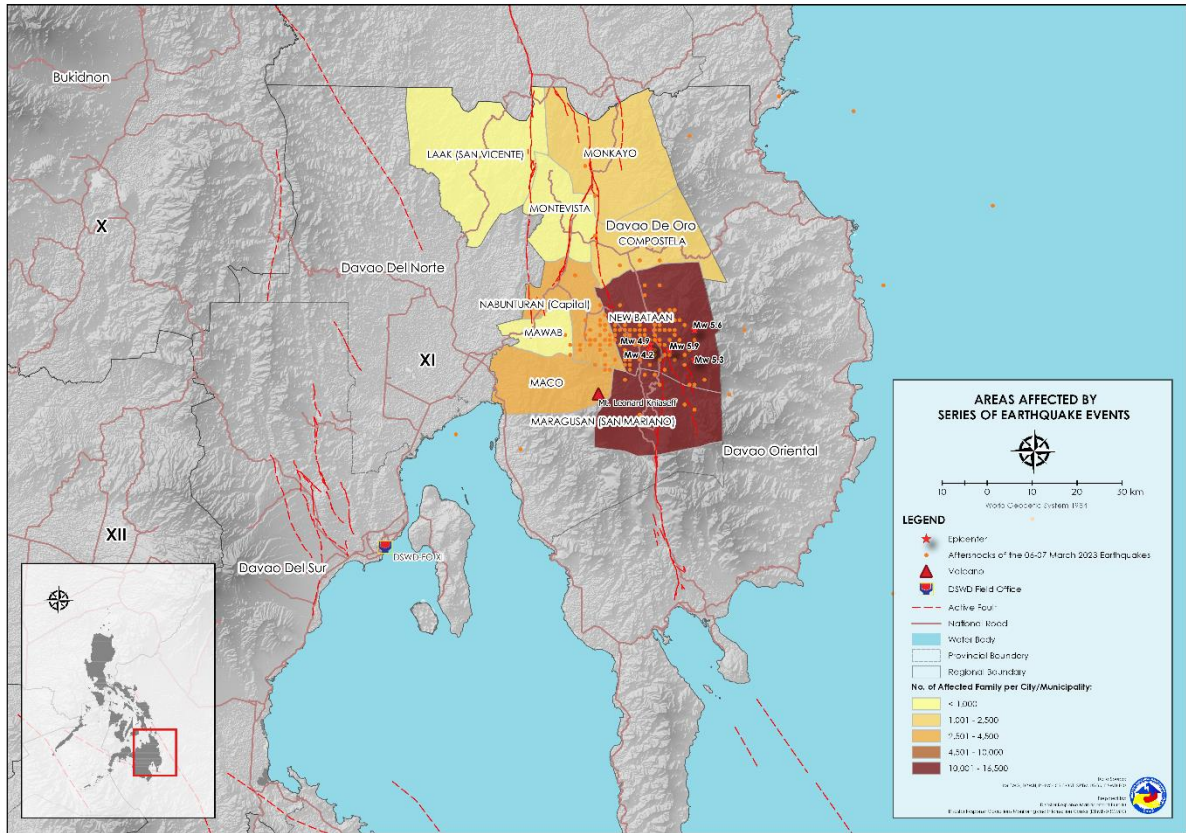 Bukidnon
LAAK (SAN VICENTE)
MONKAYO
MONTEVISTA
X
Davao De Oro
COMPOSTELA
Davao Del Norte
NABUNTURAN (Capital)
NEW BATAAN
Mw 5.6
MAWAB
Mw 4.9
Mw 5.9
XI
Mw 4.2
Mw 5.3
MACO
Mt. Leonard Kniaseff
MARAGUSAN (SAN MARIANO)
Davao Oriental
XII
DSWD-FO XI
Davao Del Sur
AREAS AFFECTED BY
SERIES OF EARTHQUAKE EVENTS
10 0 10 20 30 km
World Geodetic System 1984
LEGEND
Epicenter
Aftershocks of the 06-07 March 2023 Earthquakes
Volcano
DSWD Field Office
Active Fault
National Road
Water Body
Provincial Boundary
Regional Boundary
No. of Affected Family per City/Municipality:
< 1,000
1,001 - 2,500
2,501 - 4,500
4,501 - 10,000
10,001 - 16,500